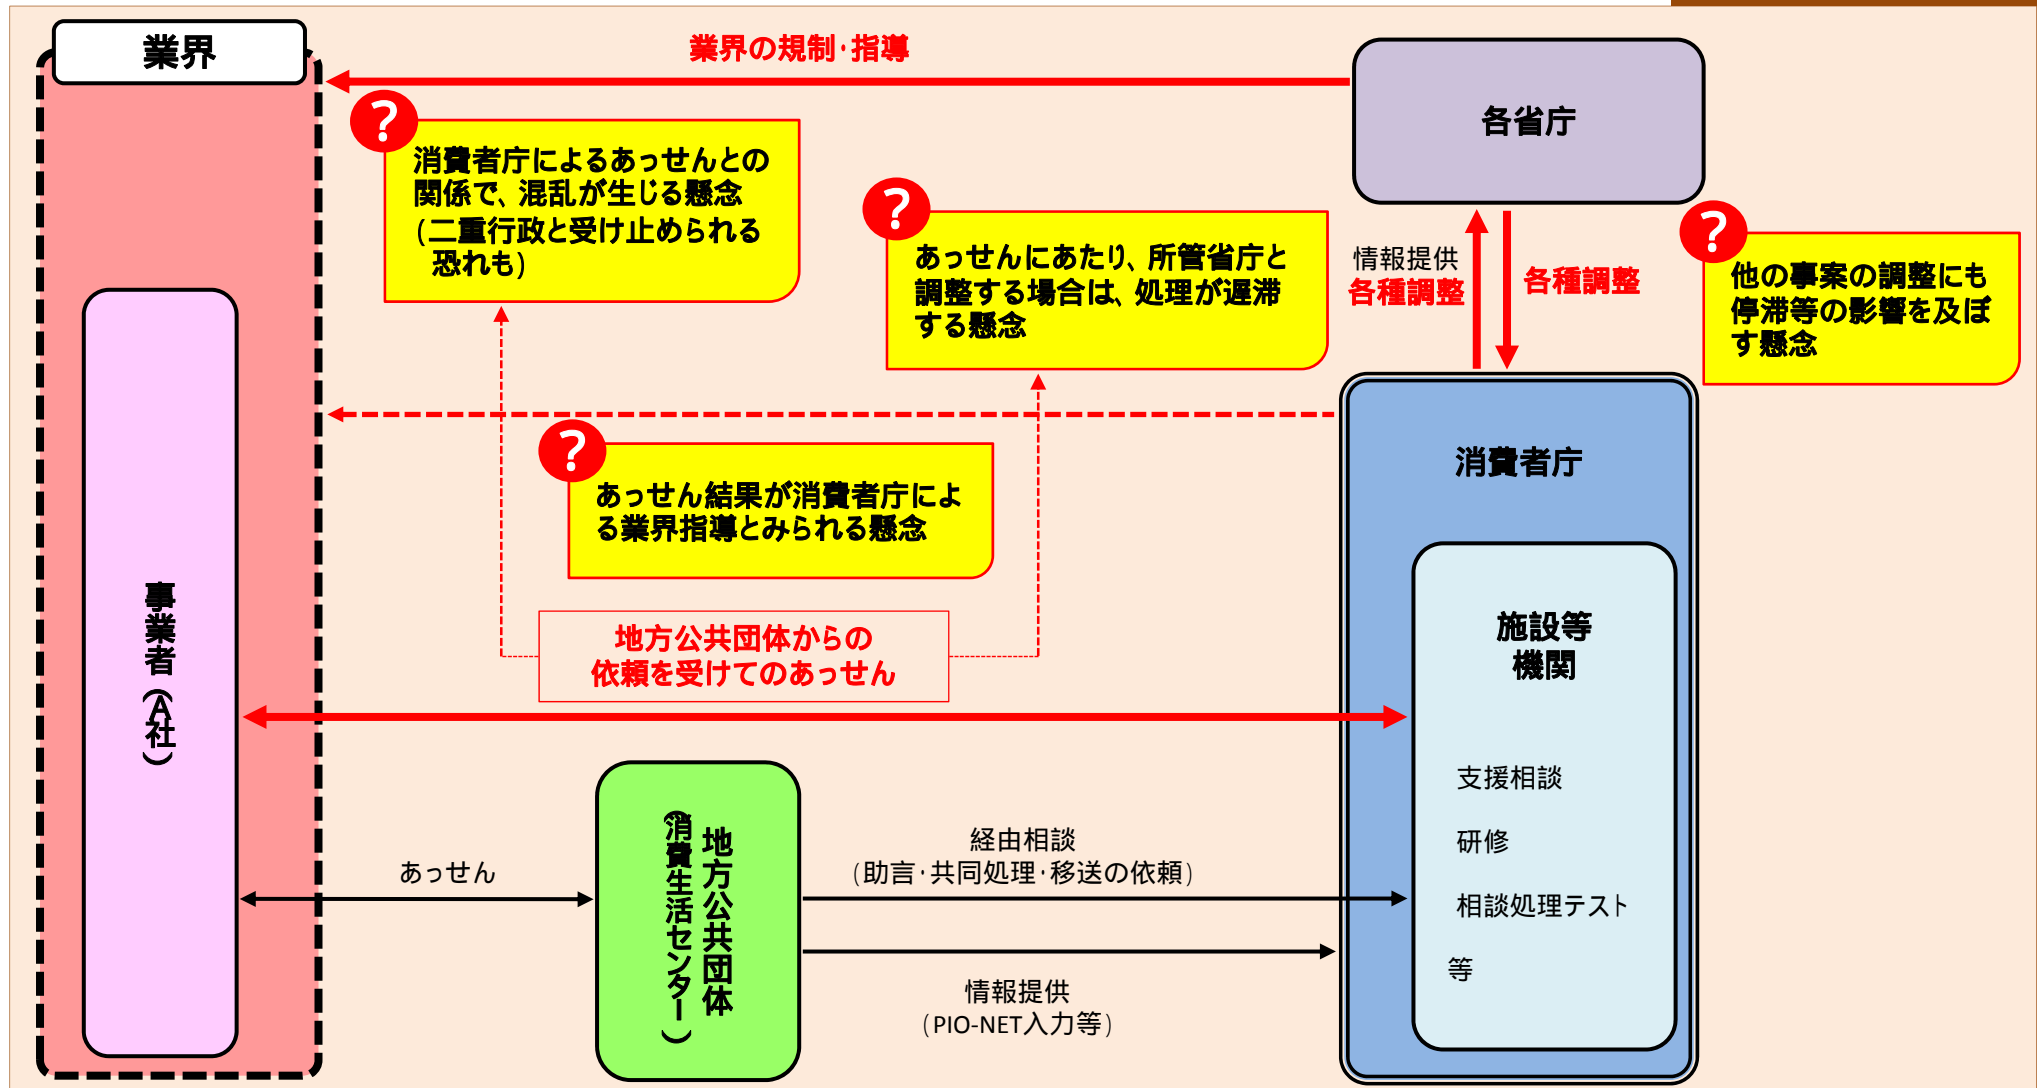 業界
業界の規制・指導
各省庁
?
消費者庁によるあっせんとの
関係で、混乱が生じる懸念
(二重行政と受け止められる
恐れも)
?
あっせんにあたり、所管省庁と
調整する場合は、処理が遅滞
する懸念
情報提供
各種調整
各種調整
?
他の事案の調整にも
停滞等の影響を及ぼ
す懸念
?
あっせん結果が消費者庁によ
る業界指導とみられる懸念
消費者庁
事業者(A社)
地方公共団体からの
依頼を受けてのあっせん
施設等
機関
支援相談
研修
相談処理テスト
等
あっせん
地方公共団体
(消費生活センター)
経由相談
(助言・共同処理・移送の依頼)
情報提供
(PIO-NET入力等)